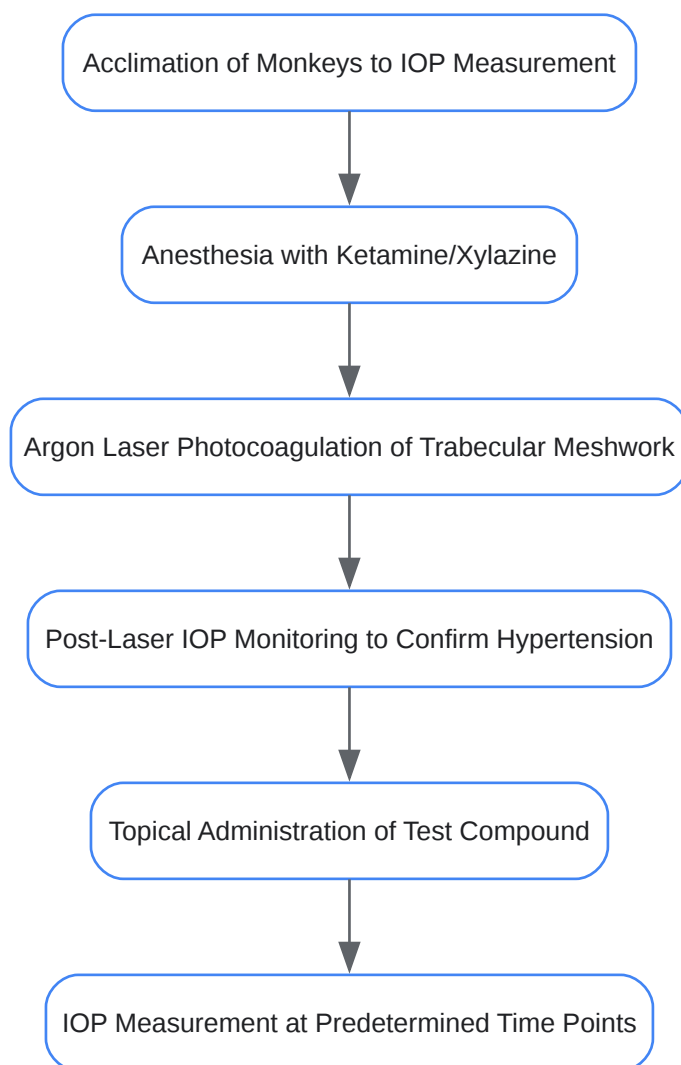 Acclimation of Monkeys to IOP Measurement
Anesthesia with Ketamine/Xylazine
Argon Laser Photocoagulation of Trabecular Meshwork
Post-Laser IOP Monitoring to Confirm Hypertension
Topical Administration of Test Compound
IOP Measurement at Predetermined Time Points